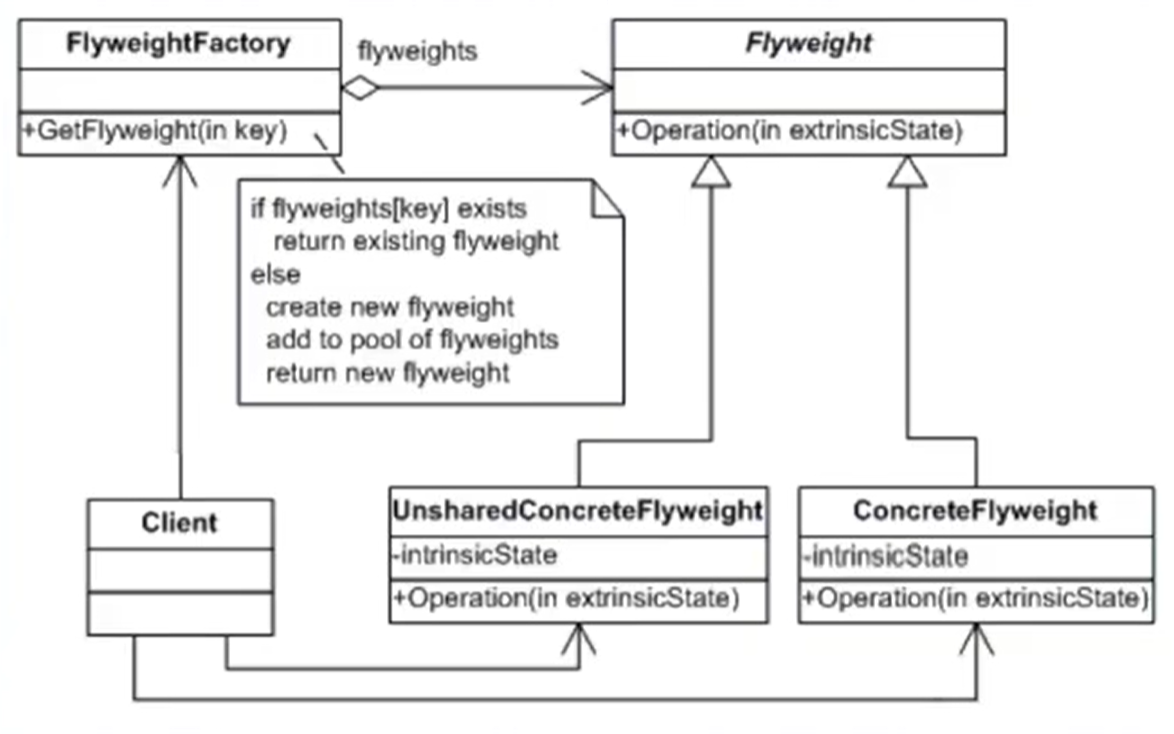 FlyweightFactory
+GetFlyweight(in key)
flyweights
Flyweight
+Operation(in extrinsicState)
if flyweights[key] exists
return existing flyweight
else
create new flyweight
add to pool of flyweights
return new flyweight
Client
UnsharedConcreteFlyweight
-intrinsicState
+Operation(in extrinsicState)
ConcreteFlyweight
-intrinsicState
+Operation(in extrinsicState)